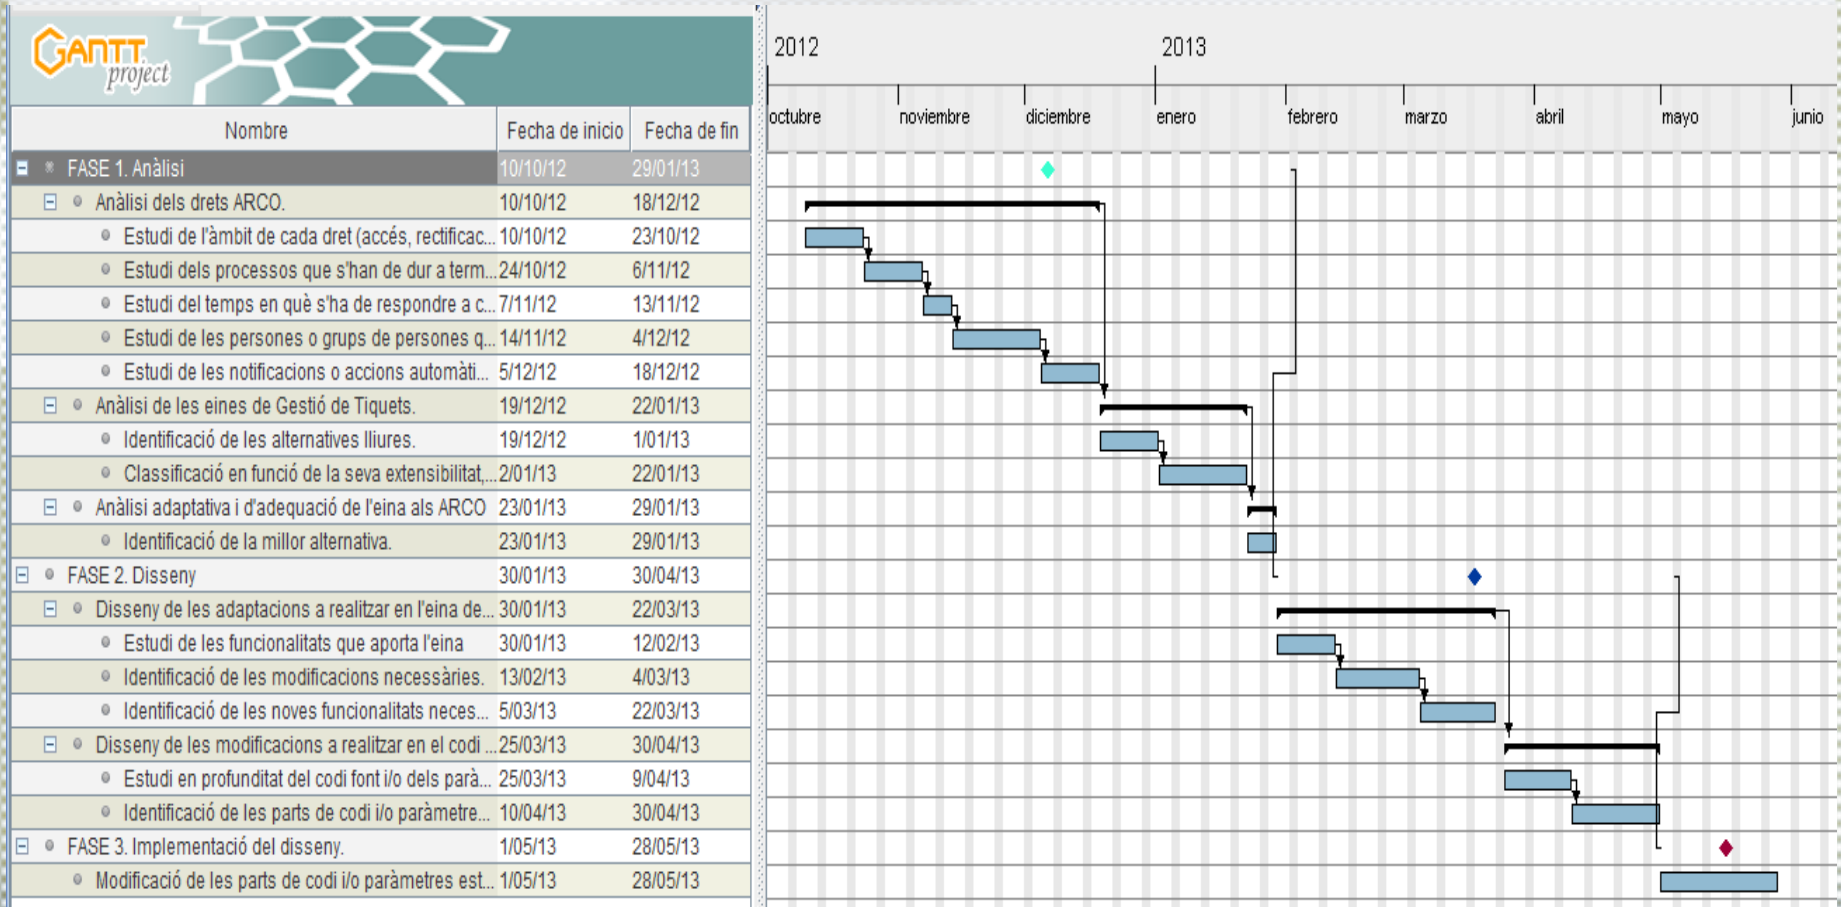 GANTT
project
2012 2013
octubre noviembre diciembre enero febrero marzo abril mayo junio
Nombre Fecha de inicio Fecha de fin
FASE 1. Anàlisi 10/10/12 29/01/13
Anàlisi dels drets ARCO. 10/10/12 18/12/12
Estudi de l'àmbit de cada dret (accés, rectificac... 10/10/12 23/10/12
Estudi dels processos que s'han de dur a term... 24/10/12 6/11/12
Estudi del temps en què s'ha de respondre a c... 7/11/12 13/11/12
Estudi de les persones o grups de persones q... 14/11/12 4/12/12
Estudi de les notificacions o accions automàti... 5/12/12 18/12/12
Anàlisi de les eines de Gestió de Tiquets. 19/12/12 22/01/13
Identificació de les alternatives lliures. 19/12/12 1/01/13
Classificació en funció de la seva extensibilitat,... 2/01/13 22/01/13
Anàlisi adaptativa i d'adequació de l'eina als ARCO 23/01/13 29/01/13
Identificació de la millor alternativa. 23/01/13 29/01/13
FASE 2. Disseny 30/01/13 30/04/13
Disseny de les adaptacions a realitzar en l'eina de... 30/01/13 22/03/13
Estudi de les funcionalitats que aporta l'eina 30/01/13 12/02/13
Identificació de les modificacions necessàries. 13/02/13 4/03/13
Identificació de les noves funcionalitats neces... 5/03/13 22/03/13
Disseny de les modificacions a realitzar en el codi ... 25/03/13 30/04/13
Estudi en profunditat del codi font i/o dels parà... 25/03/13 9/04/13
Identificació de les parts de codi i/o paràmetre... 10/04/13 30/04/13
FASE 3. Implementació del disseny. 1/05/13 28/05/13
Modificació de les parts de codi i/o paràmetres est... 1/05/13 28/05/13